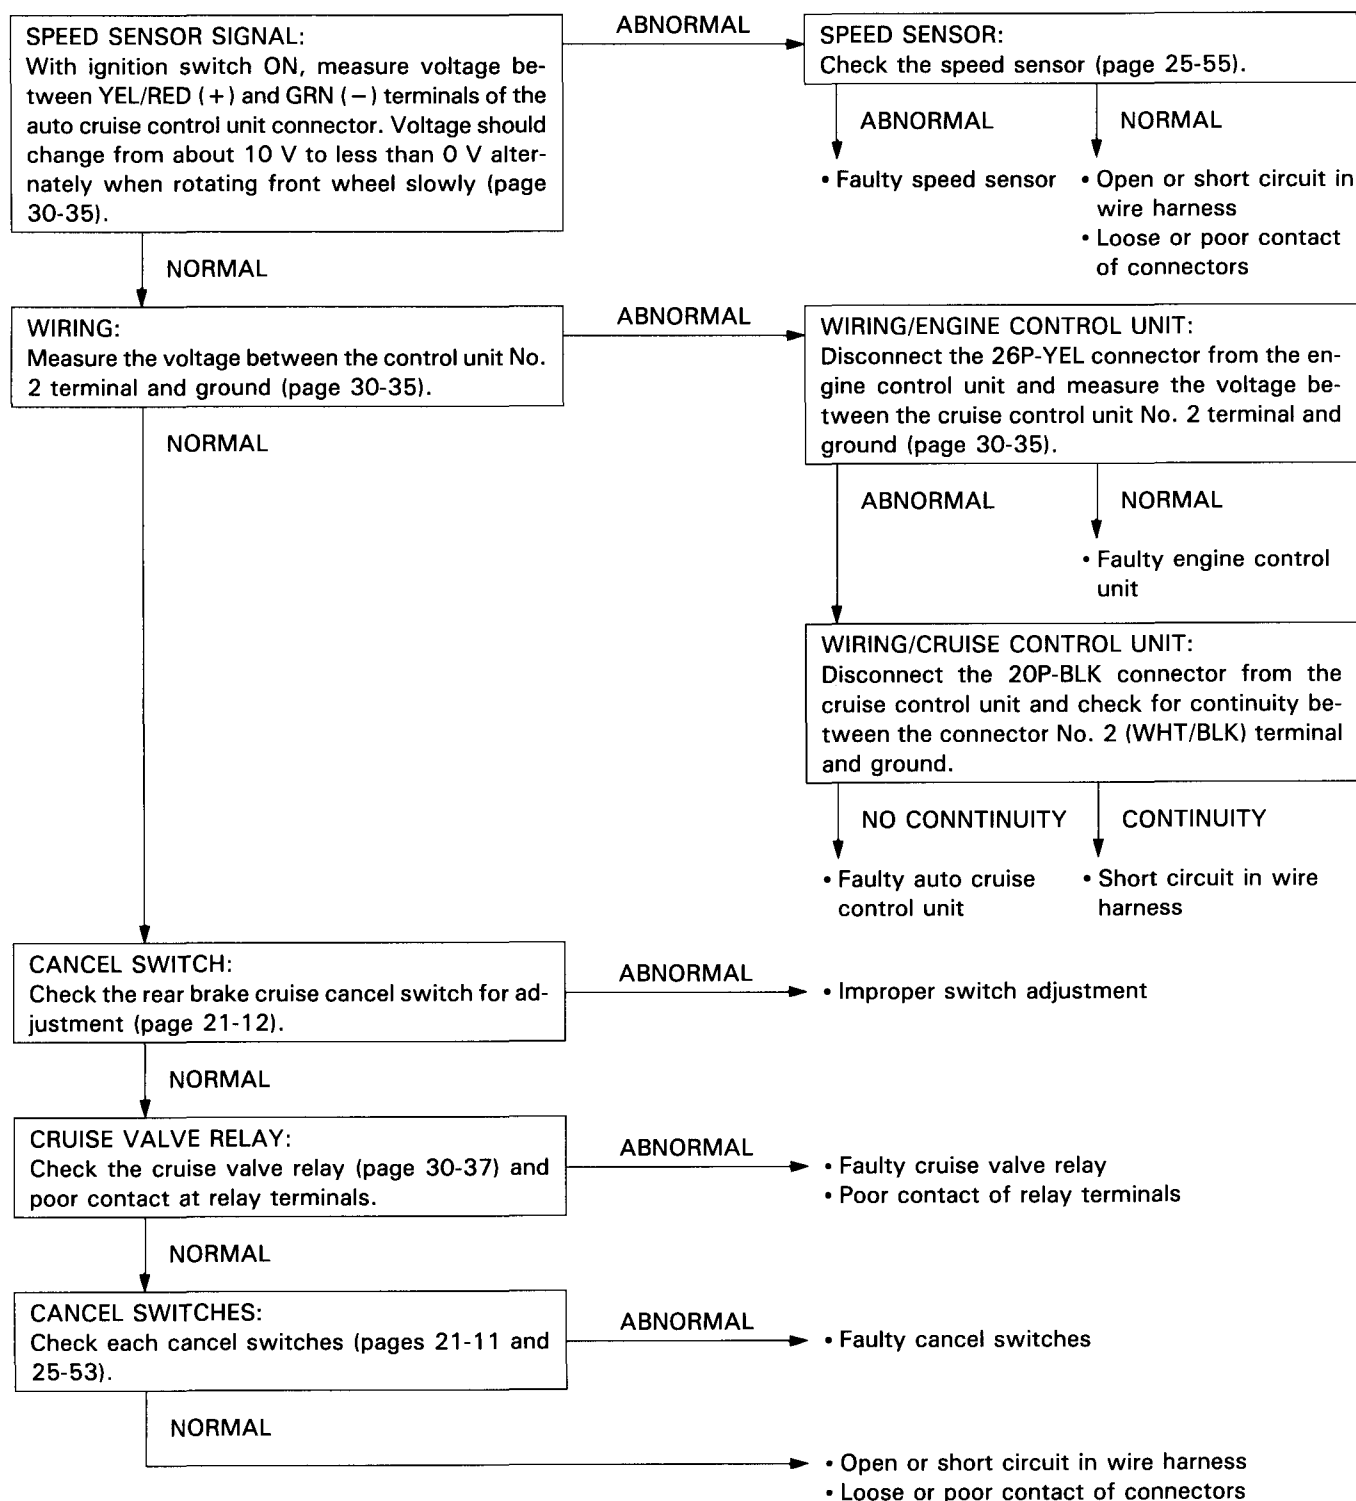 SPEED SENSOR SIGNAL:
With ignition switch ON, measure voltage be-
tween YEL/RED (+) and GRN (−) terminals of the
auto cruise control unit connector. Voltage should
change from about 10 V to less than 0 V alter-
nately when rotating front wheel slowly (page
30-35).
ABNORMAL
SPEED SENSOR:
Check the speed sensor (page 25-55).
ABNORMAL
NORMAL
• Faulty speed sensor
• Open or short circuit in
wire harness
• Loose or poor contact
of connectors
NORMAL
WIRING:
Measure the voltage between the control unit No.
2 terminal and ground (page 30-35).
ABNORMAL
WIRING/ENGINE CONTROL UNIT:
Disconnect the 26P-YEL connector from the en-
gine control unit and measure the voltage be-
tween the cruise control unit No. 2 terminal and
ground (page 30-35).
NORMAL
ABNORMAL
NORMAL
• Faulty engine control
unit
WIRING/CRUISE CONTROL UNIT:
Disconnect the 20P-BLK connector from the
cruise control unit and check for continuity be-
tween the connector No. 2 (WHT/BLK) terminal
and ground.
NO CONNTINUITY
CONTINUITY
• Faulty auto cruise
control unit
• Short circuit in wire
harness
CANCEL SWITCH:
Check the rear brake cruise cancel switch for ad-
justment (page 21-12).
ABNORMAL
• Improper switch adjustment
NORMAL
CRUISE VALVE RELAY:
Check the cruise valve relay (page 30-37) and
poor contact at relay terminals.
ABNORMAL
• Faulty cruise valve relay
• Poor contact of relay terminals
NORMAL
CANCEL SWITCHES:
Check each cancel switches (pages 21-11 and
25-53).
ABNORMAL
• Faulty cancel switches
NORMAL
• Open or short circuit in wire harness
• Loose or poor contact of connectors